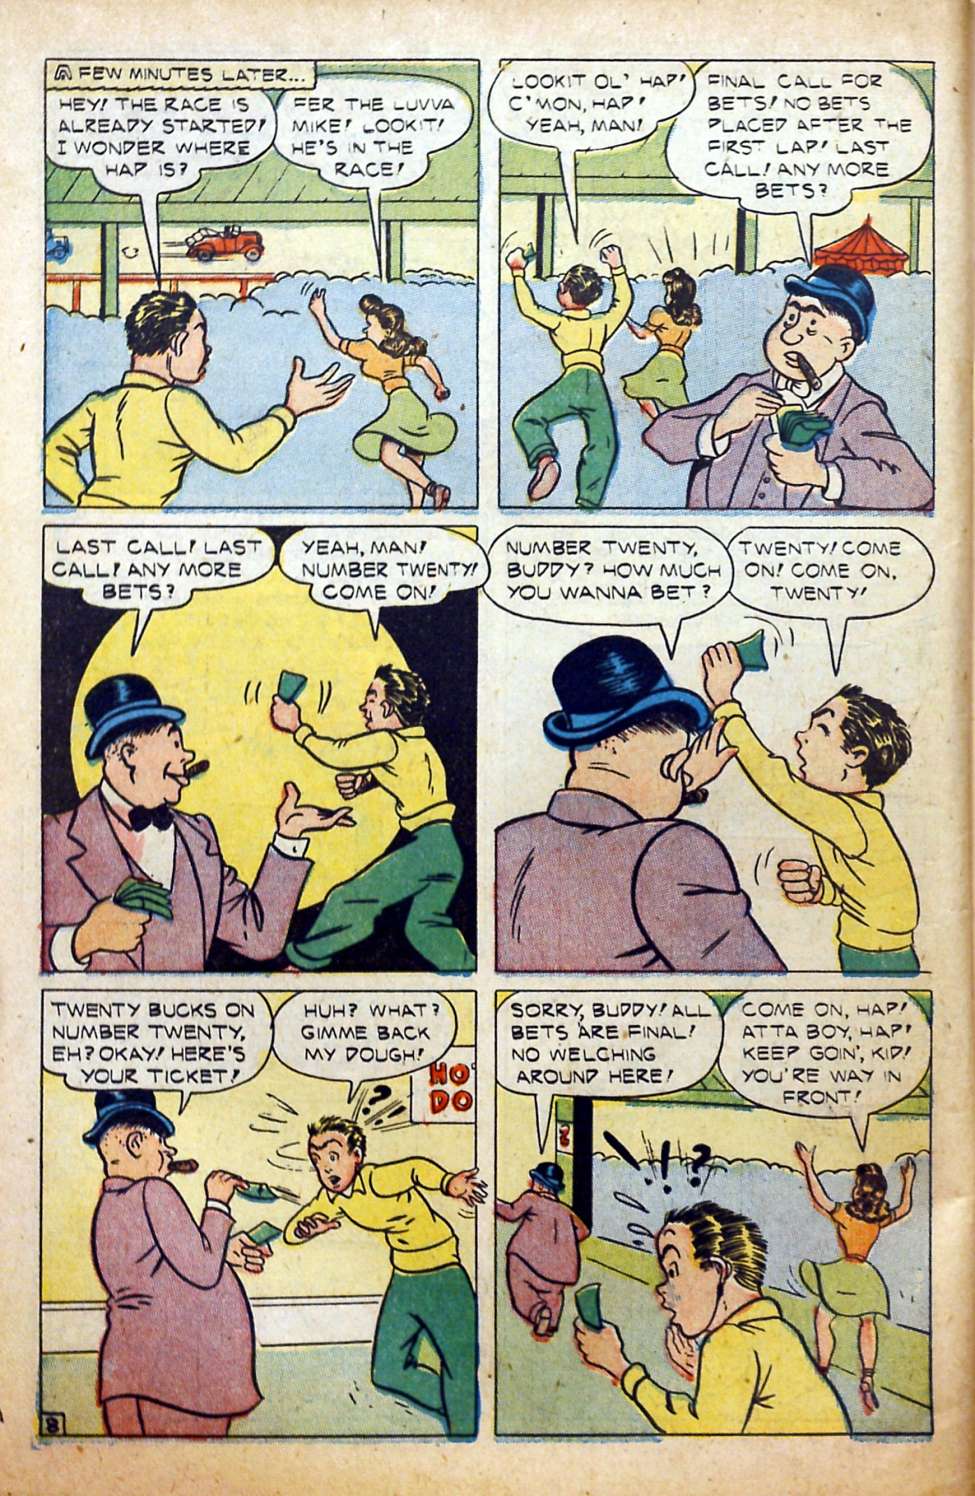 A FEW MINUTES LATER...
HEY! THE RACE IS
ALREADY STARTED!
I WONDER WHERE
HAP IS?
FER THE LUVVA
MIKE! LOOKIT!
HE'S IN THE
RACE!
LOOKIT OL' HAP!
C'MON, HAP!
YEAH, MAN!
FINAL CALL FOR
BETS! NO BETS
PLACED AFTER THE
FIRST LAP! LAST
CALL! ANY MORE
BETS?
LAST CALL! LAST
CALL! ANY MORE
BETS?
YEAH, MAN!
NUMBER TWENTY!
COME ON!
NUMBER TWENTY,
BUDDY? HOW MUCH
YOU WANNA BET?
TWENTY! COME
ON! COME ON,
TWENTY!
TWENTY BUCKS ON
NUMBER TWENTY,
EH? OKAY! HERE'S
YOUR TICKET!
HUH? WHAT?
GIMME BACK
MY DOUGH!
HO
DO
?!
SORRY, BUDDY! ALL
BETS ARE FINAL!
NO WELCHING
AROUND HERE!
COME ON, HAP!
ATTA BOY, HAP!
KEEP GOIN', KID!
YOU'RE WAY IN
FRONT!
!!?
8